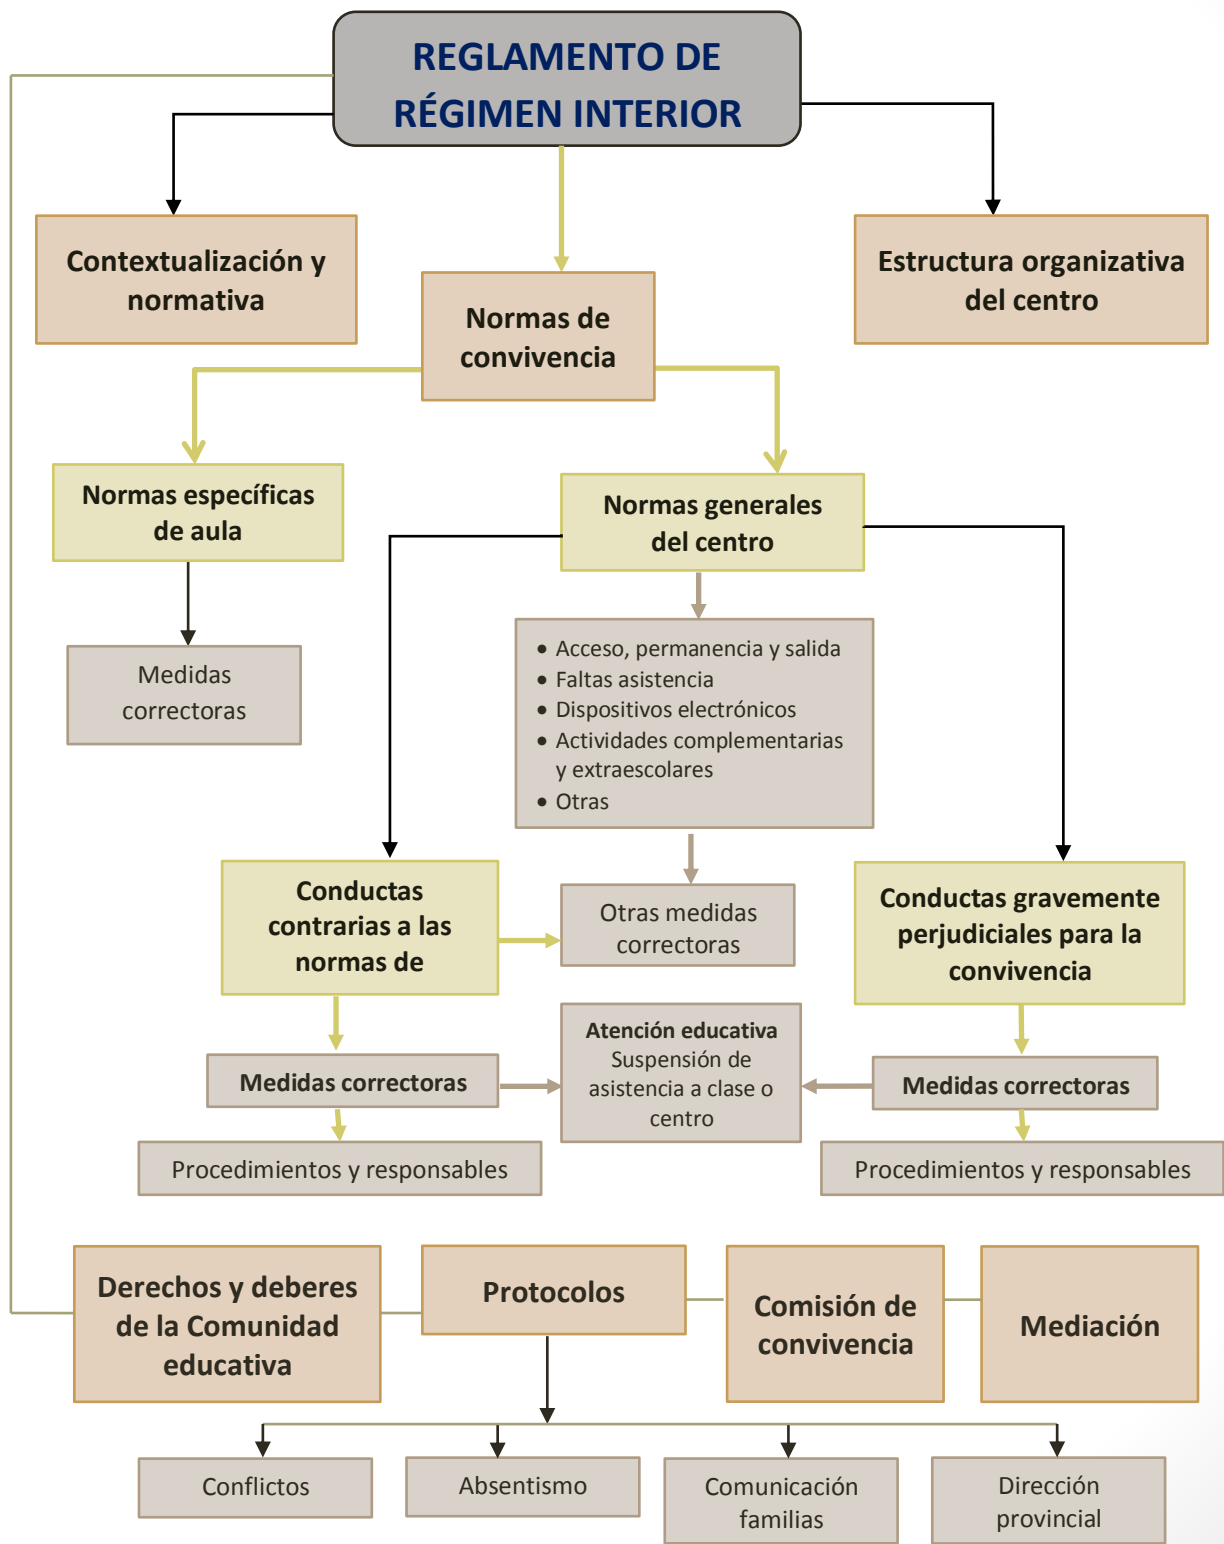 REGLAMENTO DE
RÉGIMEN INTERIOR
Contextualización y
normativa
Normas de
convivencia
Estructura organizativa
del centro
Normas específicas
de aula
Normas generales
del centro
Medidas
correctoras
• Acceso, permanencia y salida
• Faltas asistencia
• Dispositivos electrónicos
• Actividades complementarias
y extraescolares
• Otras
Conductas
contrarias a las
normas de
Otras medidas
correctoras
Conductas gravemente
perjudiciales para la
convivencia
Medidas correctoras
Atención educativa
Suspensión de
asistencia a clase o
centro
Medidas correctoras
Procedimientos y responsables
Procedimientos y responsables
Derechos y deberes
de la Comunidad
educativa
Protocolos
Comisión de
convivencia
Mediación
Conflictos
Absentismo
Comunicación
familias
Dirección
provincial